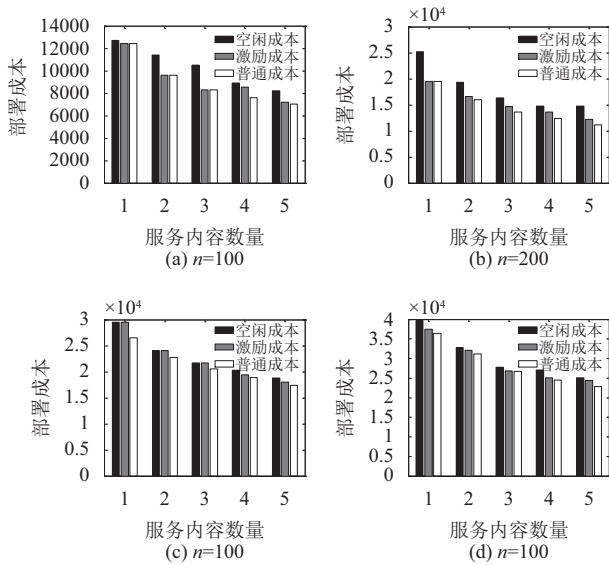 14000
12000
10000
8000
6000
4000
2000
0
部署成本
空闲成本
激励成本
普通成本
1 2 3 4 5
服务内容数量
(a) n=100
×10⁴
3
2.5
2
1.5
1
0.5
0
部署成本
空闲成本
激励成本
普通成本
1 2 3 4 5
服务内容数量
(b) n=200
×10⁴
3
2.5
2
1.5
1
0.5
0
部署成本
空闲成本
激励成本
普通成本
1 2 3 4 5
服务内容数量
(c) n=100
×10⁴
4
3.5
3
2.5
2
1.5
1
0.5
0
部署成本
空闲成本
激励成本
普通成本
1 2 3 4 5
服务内容数量
(d) n=100